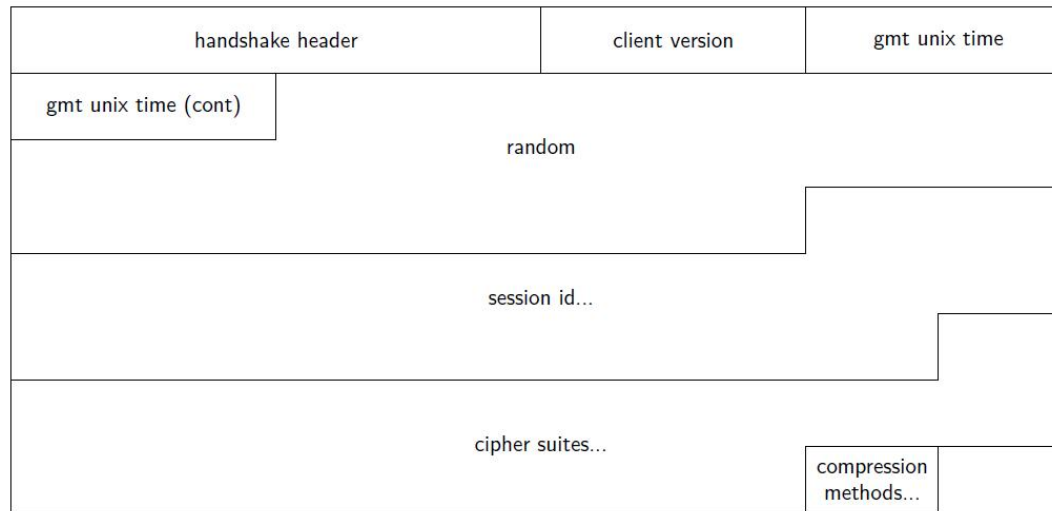 handshake header
client version
gmt unix time
gmt unix time (cont)
random
session id...
cipher suites...
compression
methods...